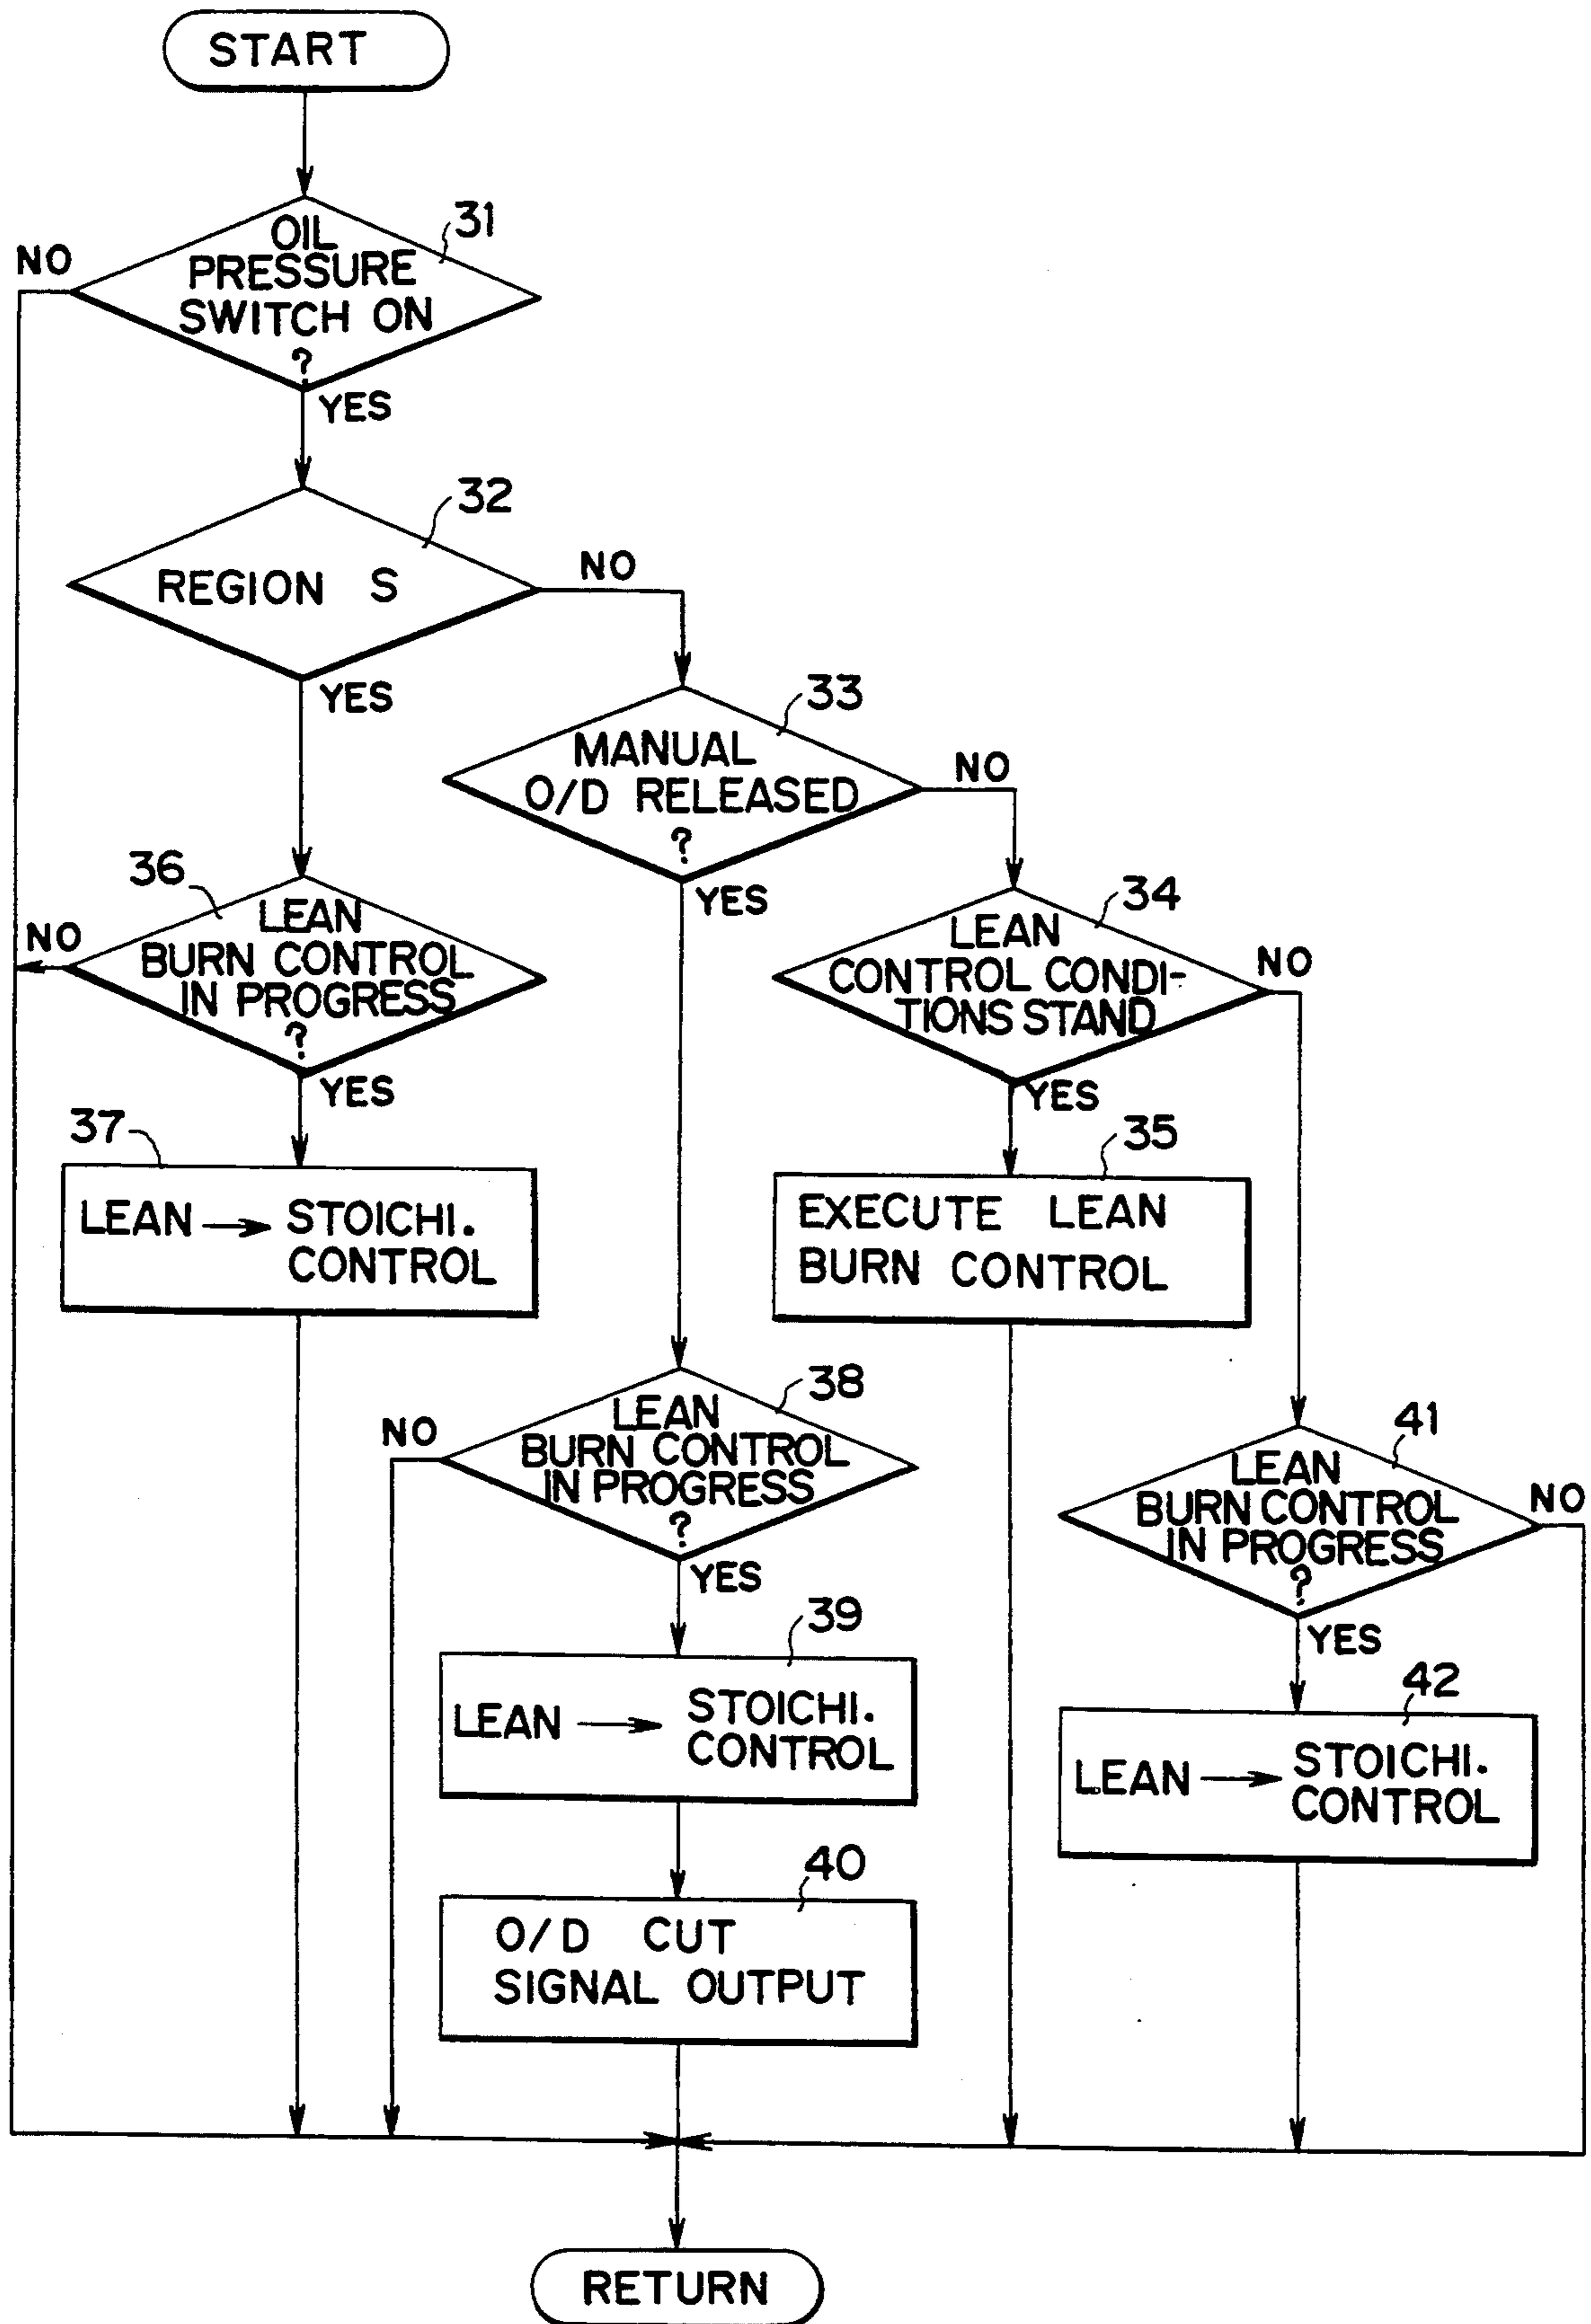 START
31
OIL
PRESSURE
SWITCH ON
?
NO
YES
32
REGION S
NO
YES
33
MANUAL
O/D RELEASED
?
NO
YES
36
LEAN
BURN CONTROL
IN PROGRESS
?
NO
YES
34
LEAN
CONTROL CONDI-
TIONS STAND
NO
YES
37
LEAN → STOICHI.
CONTROL
35
EXECUTE LEAN
BURN CONTROL
38
LEAN
BURN CONTROL
IN PROGRESS
?
NO
YES
41
LEAN
BURN CONTROL
IN PROGRESS
?
NO
YES
39
LEAN → STOICHI.
CONTROL
42
LEAN → STOICHI.
CONTROL
40
O/D CUT
SIGNAL OUTPUT
RETURN